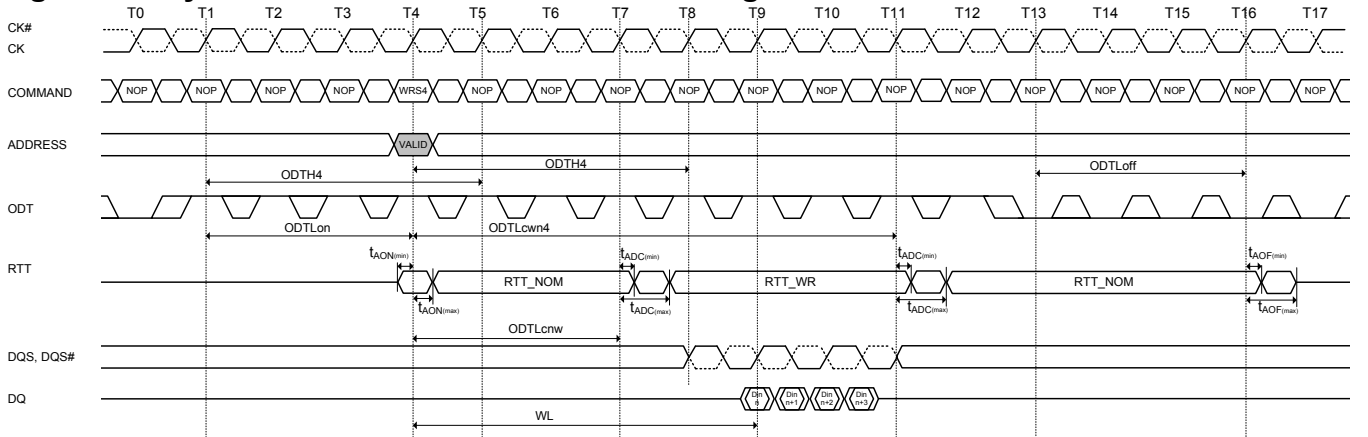 T0 T1 T2 T3 T4 T5 T6 T7 T8 T9 T10 T11 T12 T13 T14 T15 T16 T17
CK#
CK
COMMAND NOP NOP NOP NOP WRS4 NOP NOP NOP NOP NOP NOP NOP NOP NOP NOP NOP NOP NOP
ADDRESS VALID
ODTH4 ODTH4 ODTLoff
ODT
ODTLon ODTLcwn4
tAON(min) tADC(min) tADC(min) tAOF(min)
RTT RTT_NOM RTT_WR RTT_NOM
tAON(max) tADC(max) tADC(max) tAOF(max)
ODTLcnw
DQS, DQS#
DQ Din n Din n+1 Din n+2 Din n+3
WL